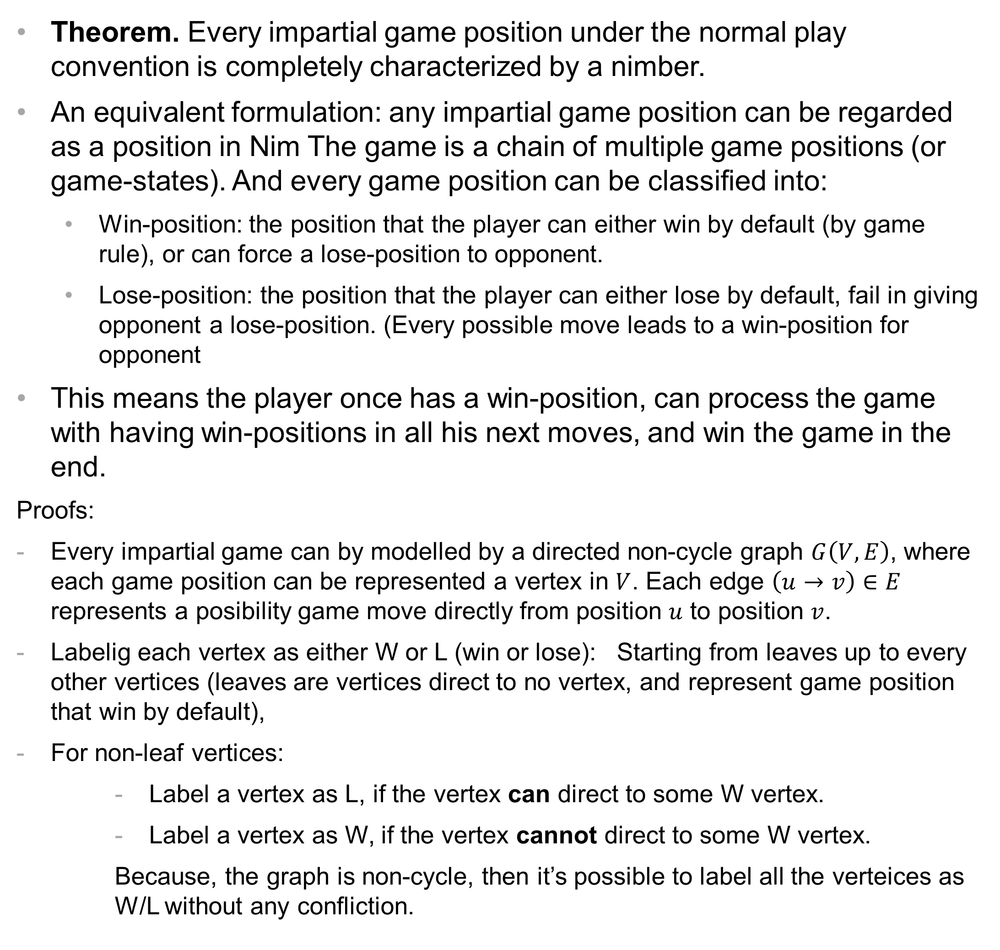 • Theorem. Every impartial game position under the normal play
convention is completely characterized by a nimber.
• An equivalent formulation: any impartial game position can be regarded
as a position in Nim The game is a chain of multiple game positions (or
game-states). And every game position can be classified into:
• Win-position: the position that the player can either win by default (by game
rule), or can force a lose-position to opponent.
• Lose-position: the position that the player can either lose by default, fail in giving
opponent a lose-position. (Every possible move leads to a win-position for
opponent
• This means the player once has a win-position, can process the game
with having win-positions in all his next moves, and win the game in the
end.
Proofs:
- Every impartial game can by modelled by a directed non-cycle graph 𝐺(𝑉, 𝐸), where
each game position can be represented a vertex in 𝑉. Each edge (𝑢 → 𝑣) ∈ 𝐸
represents a posibility game move directly from position 𝑢 to position 𝑣.
- Labelig each vertex as either W or L (win or lose): Starting from leaves up to every
other vertices (leaves are vertices direct to no vertex, and represent game position
that win by default),
- For non-leaf vertices:
- Label a vertex as L, if the vertex can direct to some W vertex.
- Label a vertex as W, if the vertex cannot direct to some W vertex.
Because, the graph is non-cycle, then it’s possible to label all the verteices as
W/L without any confliction.